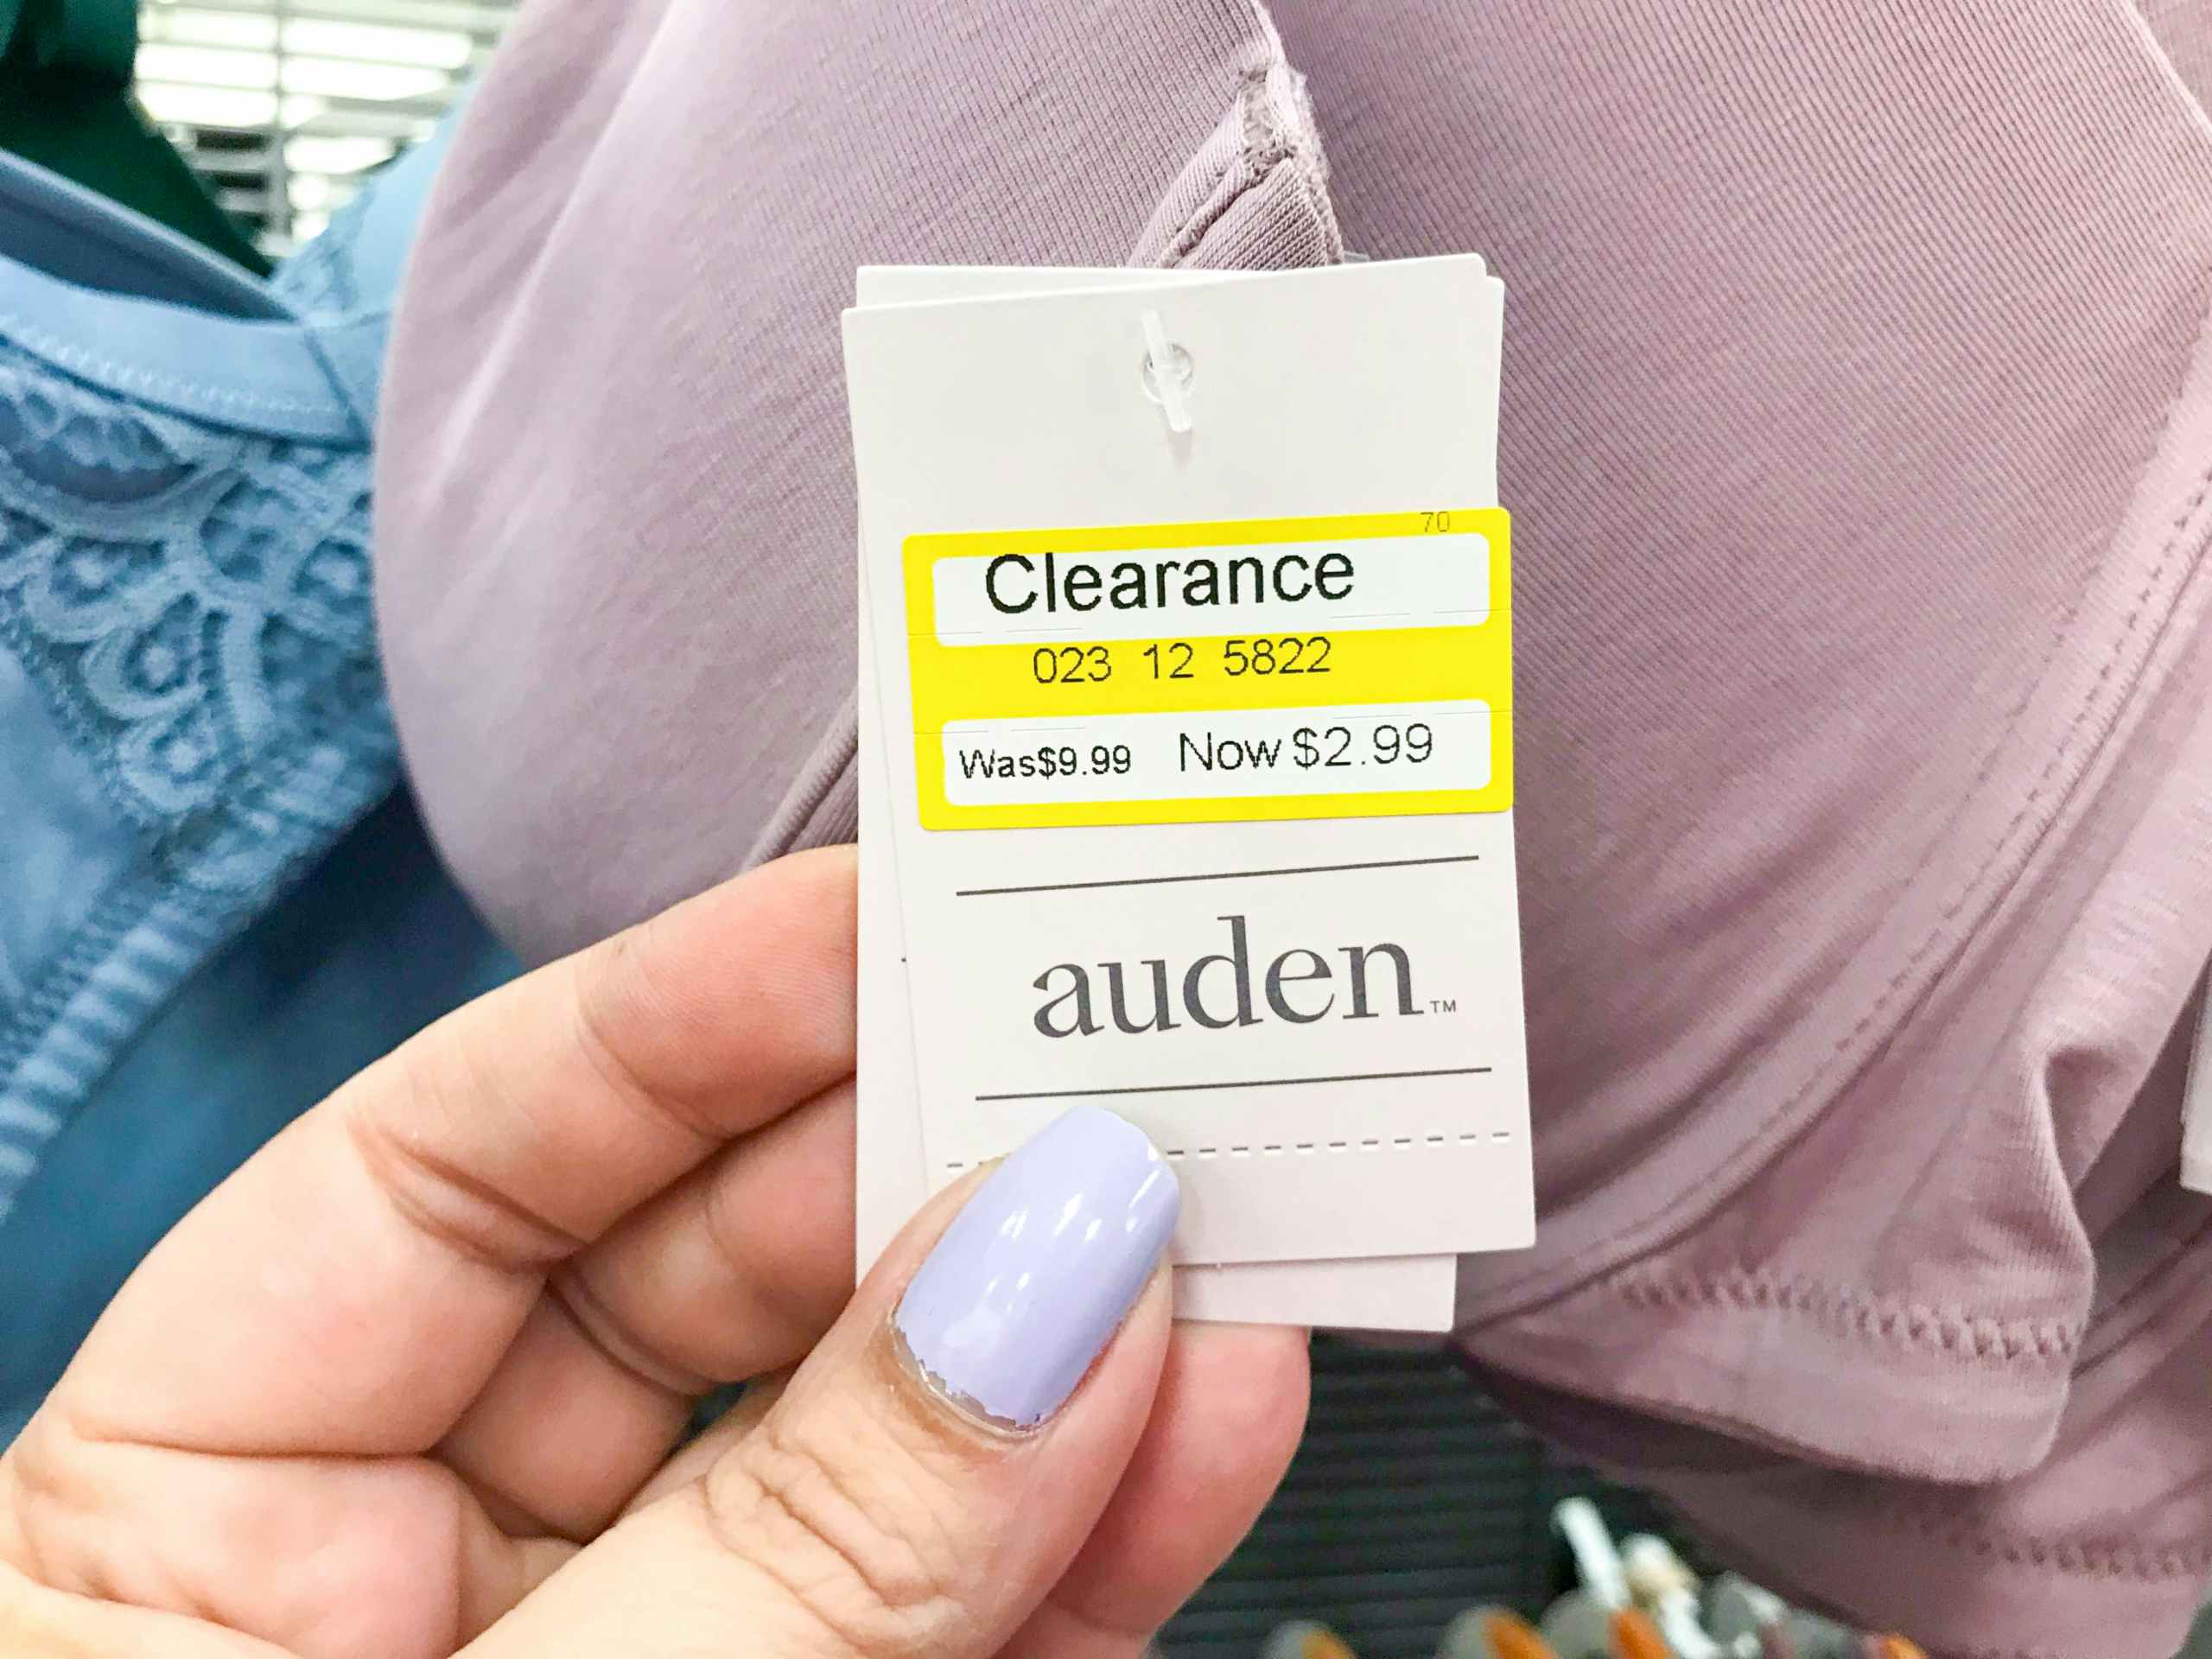 70
Clearance
023 12 5822
Was$9.99 Now $2.99
auden™